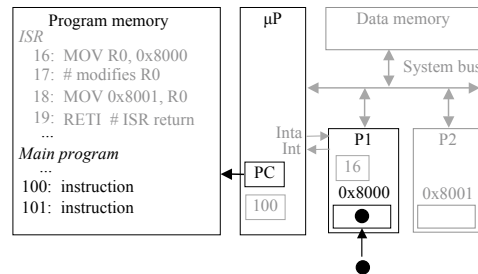 Program memory
ISR
16: MOV R0, 0x8000
17: # modifies R0
18: MOV 0x8001, R0
19: RETI # ISR return
...
Main program
...
100: instruction
101: instruction
μP
PC
100
Data memory
System bus
Inta
Int
P1
16
0x8000
P2
0x8001